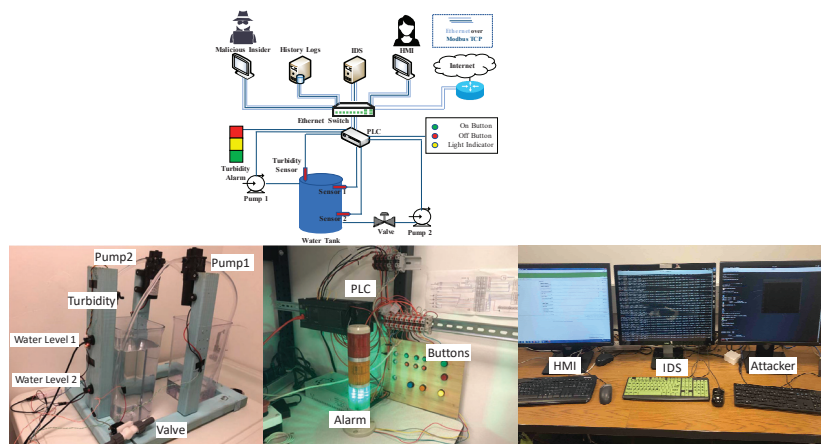 Malicious Insider
History Logs
IDS
HMI
Ethernet over
Modbus TCP
Internet
Ethernet
Switch
PLC
On Button
Off Button
Light Indicator
Turbidity
Alarm
Turbidity
Sensor
Pump 1
Sensor 1
Sensor 2
Water Tank
Valve
Pump 2
Pump2
Pump1
Turbidity
Water Level 1
Water Level 2
Valve
PLC
Buttons
Alarm
HMI
IDS
Attacker